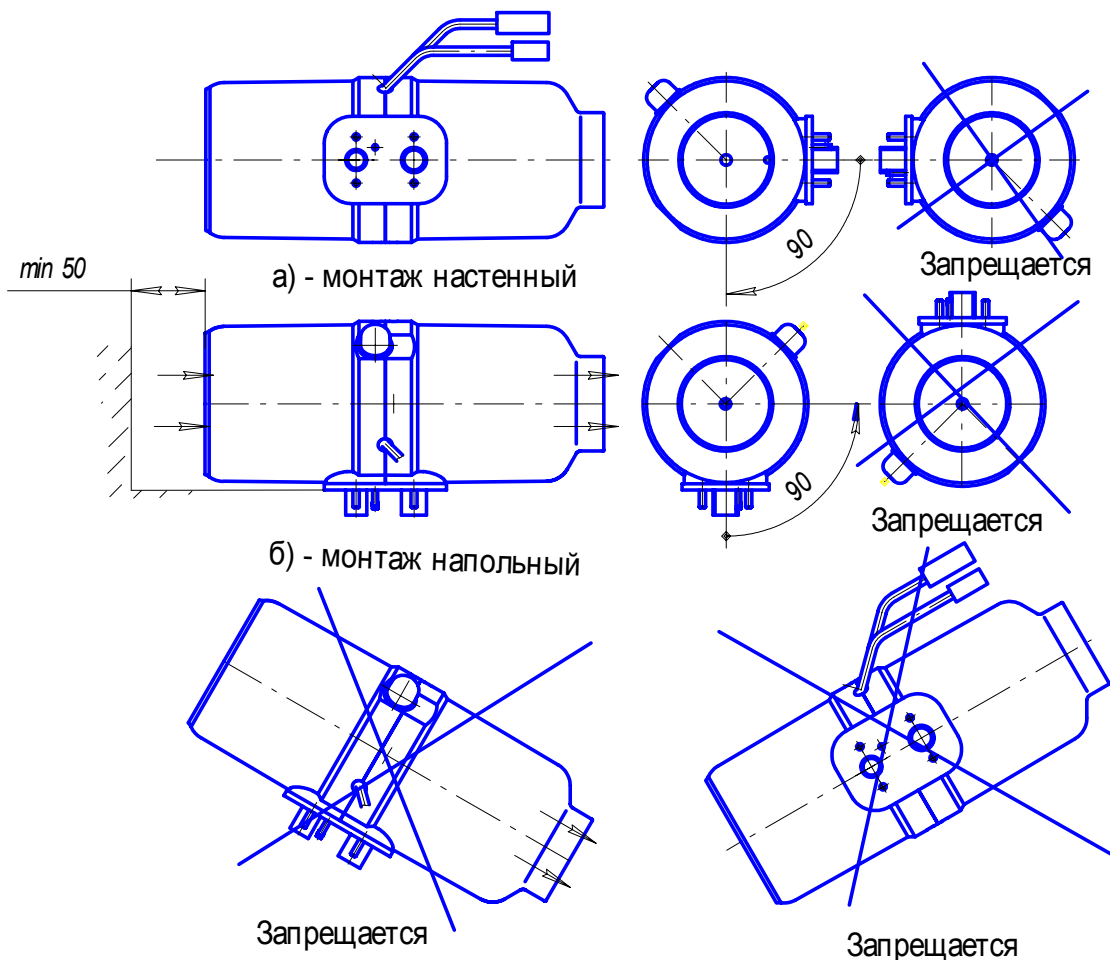 90
Запрещается
min 50
а) - монтаж настенный
90
Запрещается
б) - монтаж напольный
Запрещается
Запрещается